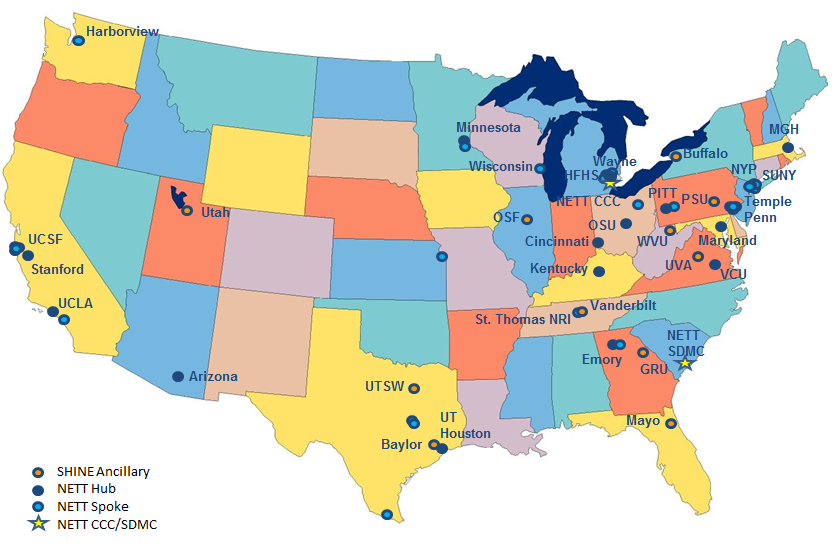 Harborview
Minnesota
MGH
Wisconsin
Wayne
Buffalo
HFHS
NYP
SUNY
NETT CCC
PITT
PSU
Temple
Penn
Utah
OSF
OSU
UCSF
Cincinnati
WVU
Maryland
Stanford
Kentucky
UVA
VCU
UCLA
Vanderbilt
St. Thomas NRI
NETT
SDMC
Emory
GRU
Arizona
UTSW
UT
Houston
Mayo
Baylor
SHINE Ancillary
NETT Hub
NETT Spoke
NETT CCC/SDMC